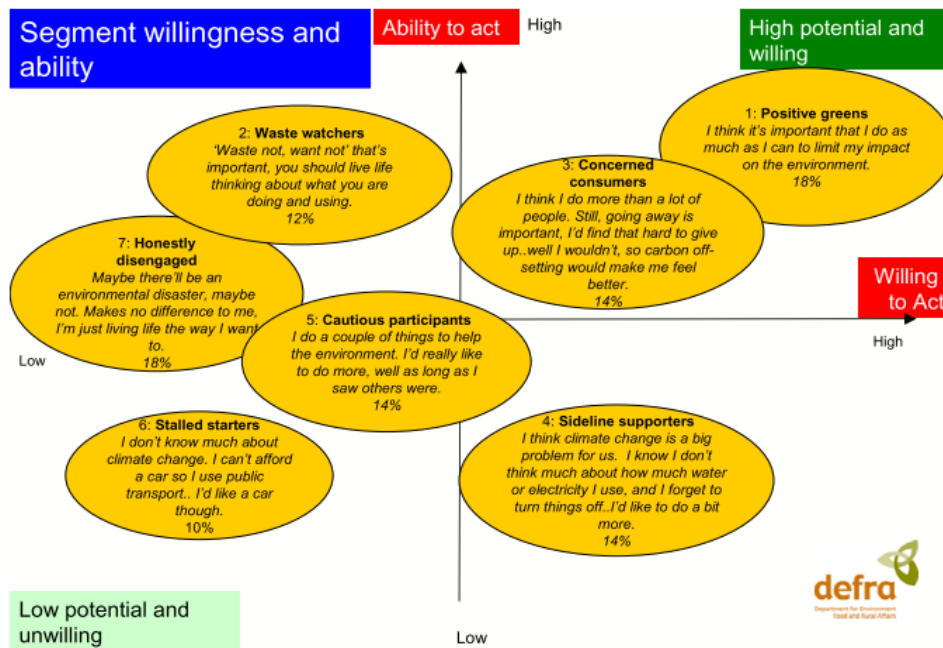 Segment willingness and
ability
Ability to act
High
High potential and
willing
1: Positive greens
I think it's important that I do as
much as I can to limit my impact
on the environment.
18%
2: Waste watchers
'Waste not, want not' that's
important, you should live life
thinking about what you are
doing and using.
12%
3: Concerned
consumers
I think I do more than a lot of
people. Still, going away is
important, I'd find that hard to give
up..well I wouldn't, so carbon off-
setting would make me feel
better.
14%
7: Honestly
disengaged
Maybe there'll be an
environmental disaster, maybe
not. Makes no difference to me,
I'm just living life the way I want
to.
18%
Willing
to Act
High
Low
5: Cautious participants
I do a couple of things to help
the environment. I'd really like
to do more, well as long as I
saw others were.
14%
6: Stalled starters
I don't know much about
climate change. I can't afford
a car so I use public
transport.. I'd like a car
though.
10%
4: Sideline supporters
I think climate change is a big
problem for us. I know I don't
think much about how much water
or electricity I use, and I forget to
turn things off..I'd like to do a bit
more.
14%
defra
Department for Environment
Food and Rural Affairs
Low potential and
unwilling
Low